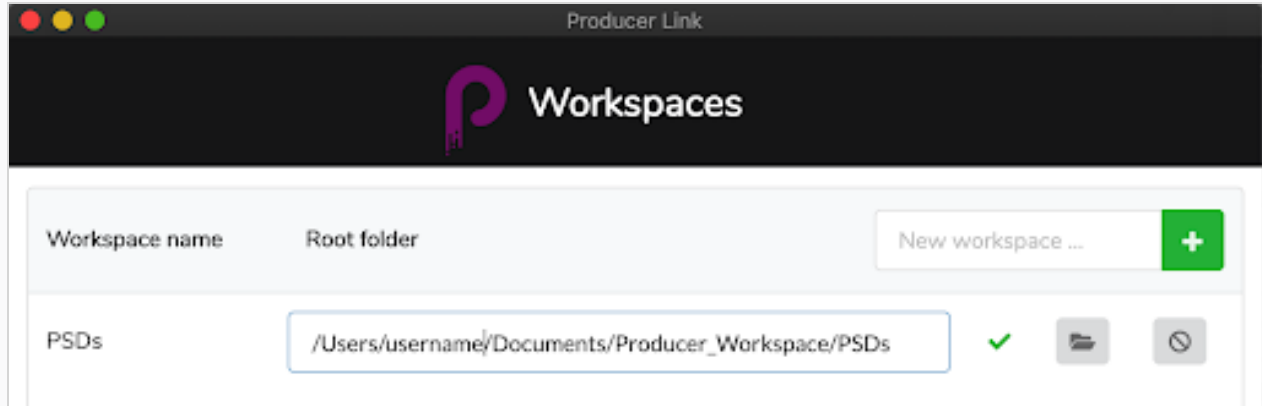 Producer Link
Workspaces
Workspace name Root folder New workspace ...
PSDs /Users/username/Documents/Producer_Workspace/PSDs